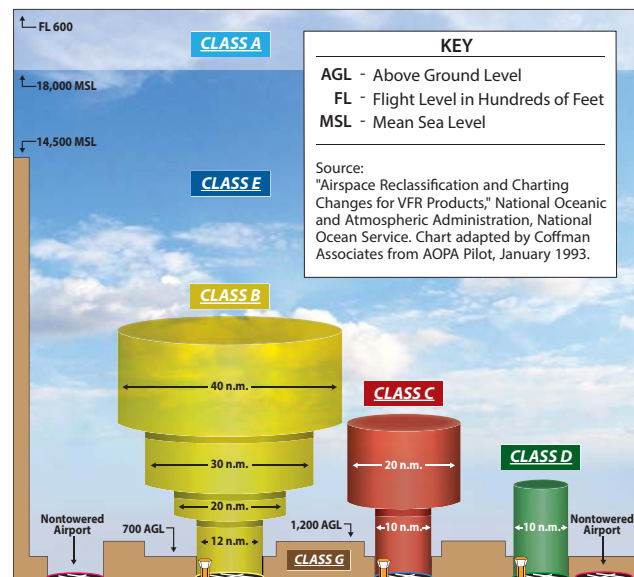 FL 600
CLASS A
18,000 MSL
14,500 MSL
KEY
AGL - Above Ground Level
FL - Flight Level in Hundreds of Feet
MSL - Mean Sea Level
Source:
"Airspace Reclassification and Charting
Changes for VFR Products," National Oceanic
and Atmospheric Administration, National
Ocean Service. Chart adapted by Coffman
Associates from AOPA Pilot, January 1993.
CLASS E
CLASS B
40 n.m.
CLASS C
30 n.m.
20 n.m.
CLASS D
20 n.m.
Nontowered
Airport
700 AGL
12 n.m.
1,200 AGL
10 n.m.
10 n.m.
Nontowered
Airport
CLASS G